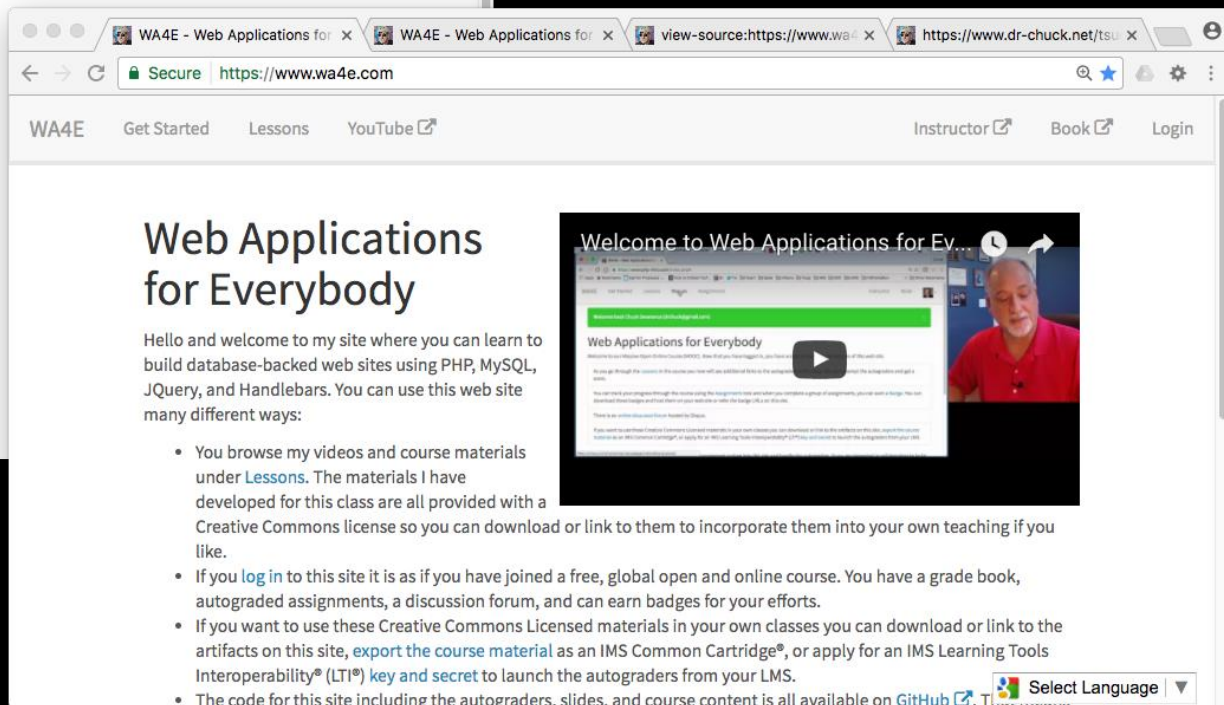 WA4E - Web Applications for
WA4E - Web Applications for
view-source:https://www.wa4
https://www.dr-chuck.net/tsu
Secure https://www.wa4e.com
WA4E Get Started Lessons YouTube Instructor Book Login
Web Applications
for Everybody
Hello and welcome to my site where you can learn to
build database-backed web sites using PHP, MySQL,
JQuery, and Handlebars. You can use this web site
many different ways:
• You browse my videos and course materials
under Lessons. The materials I have
developed for this class are all provided with a
Creative Commons license so you can download or link to them to incorporate them into your own teaching if you
like.
• If you log in to this site it is as if you have joined a free, global open and online course. You have a grade book,
autograded assignments, a discussion forum, and can earn badges for your efforts.
• If you want to use these Creative Commons Licensed materials in your own classes you can download or link to the
artifacts on this site, export the course material as an IMS Common Cartridge®, or apply for an IMS Learning Tools
Interoperability® (LTI®) key and secret to launch the autograders from your LMS.
• The code for this site including the autograders, slides, and course content is all available on GitHub
Welcome to Web Applications for Ev...
Web Applications for Everybody
Select Language